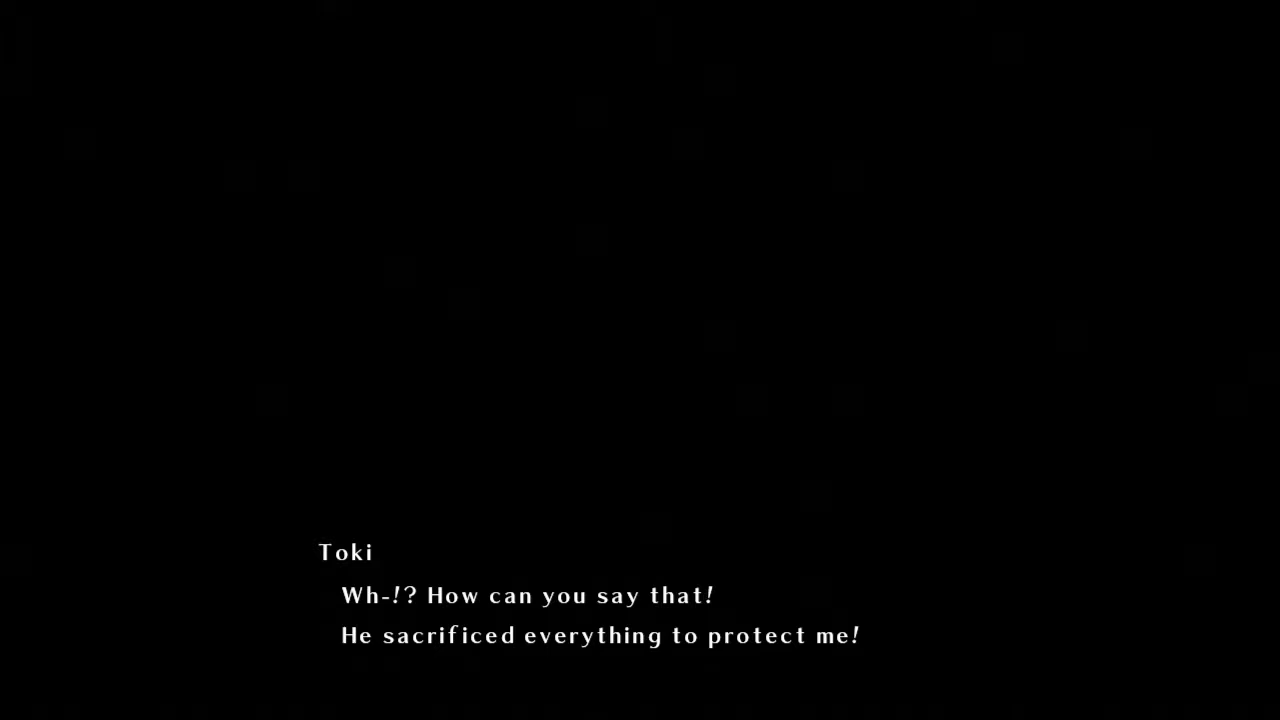 Toki
Wh-!? How can you say that!
He sacrificed everything to protect me!